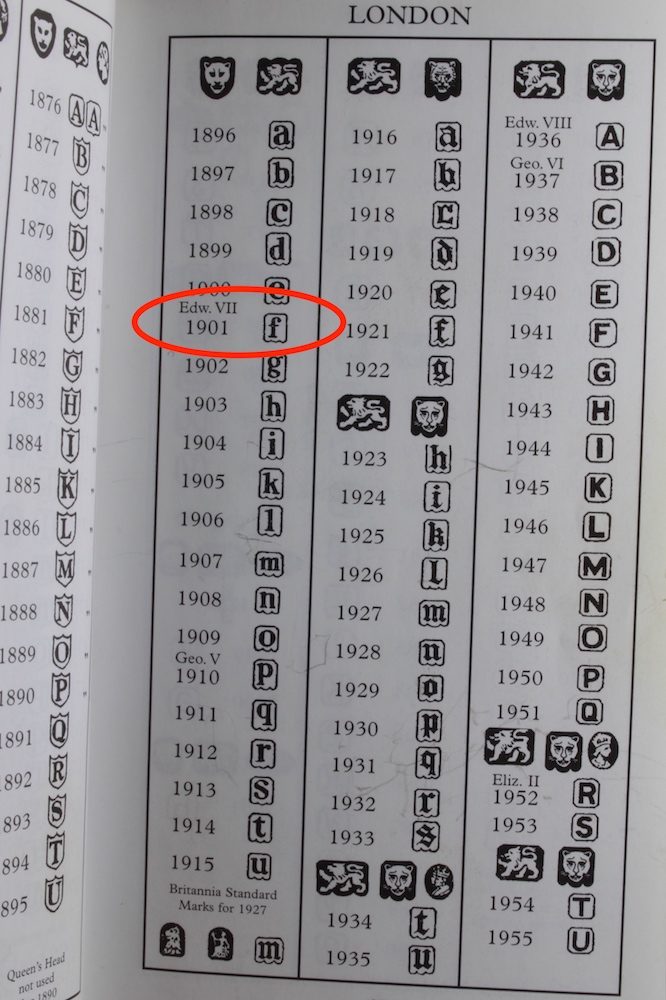 1876 A A
1877 B
1878 C
1879 D
1880 E
1881 F
1882 G
1883 H
1884 I
1885 K
1886 L
1887 M
1888 N
1889 O
1890 P
1891 Q
1892 R
893 S
894 T
895 U
Queen's Head
not used
1890
LONDON
1896 a
1897 b
1898 c
1899 d
1900 e
Edw. VII
1901 f
1902 g
1903 h
1904 i
1905 k
1906 l
1907 m
1908 n
1909 o
Geo. V
1910 p
1911 q
1912 r
1913 s
1914 t
1915 u
Britannia Standard
Marks for 1927
m
1916 a
1917 b
1918 c
1919 d
1920 e
1921 f
1922 g
1923 h
1924 i
1925 k
1926 l
1927 m
1928 n
1929 o
1930 p
1931 q
1932 r
1933 s
1934 t
1935 u
Edw. VIII
1936 A
Geo. VI
1937 B
1938 C
1939 D
1940 E
1941 F
1942 G
1943 H
1944 I
1945 K
1946 L
1947 M
1948 N
1949 O
1950 P
1951 Q
Eliz. II
1952 R
1953 S
1954 T
1955 U